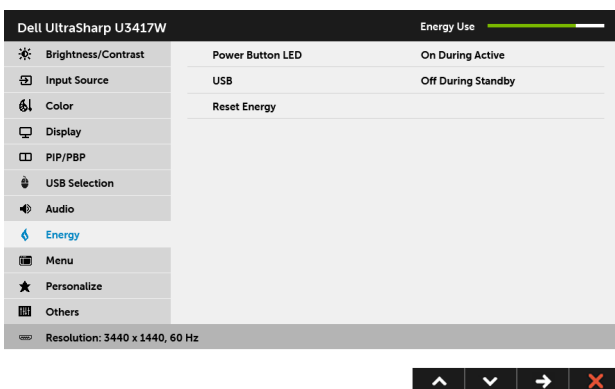 Dell UltraSharp U3417W Energy Use
Brightness/Contrast Power Button LED On During Active
Input Source USB Off During Standby
Color Reset Energy
Display
PIP/PBP
USB Selection
Audio
Energy
Menu
Personalize
Others
Resolution: 3440 x 1440, 60 Hz